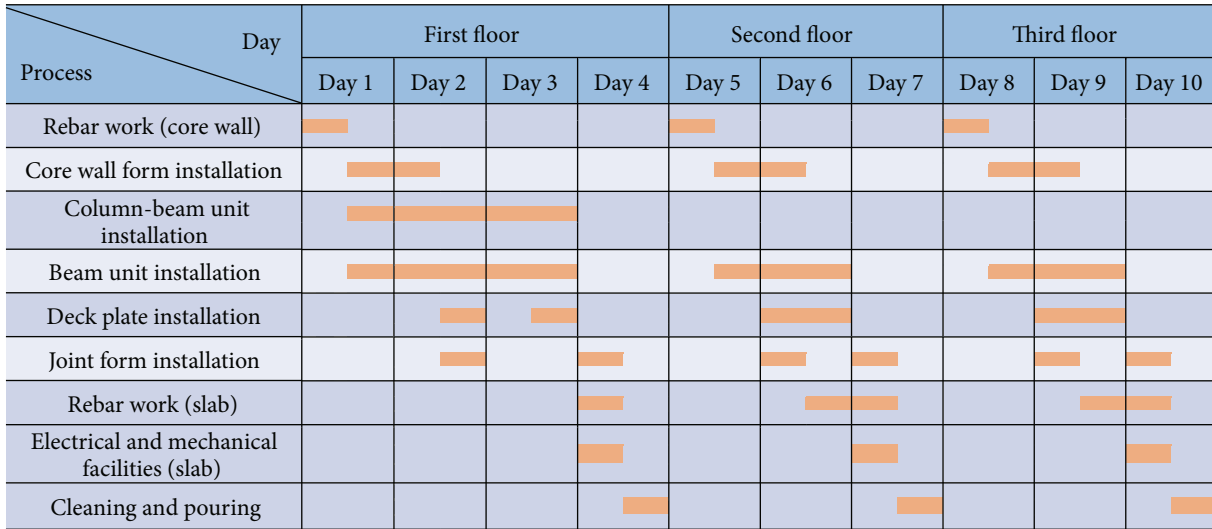 Day
Process
First floor
Second floor
Third floor
Day 1
Day 2
Day 3
Day 4
Day 5
Day 6
Day 7
Day 8
Day 9
Day 10
Rebar work (core wall)
Core wall form installation
Column-beam unit
installation
Beam unit installation
Deck plate installation
Joint form installation
Rebar work (slab)
Electrical and mechanical
facilities (slab)
Cleaning and pouring